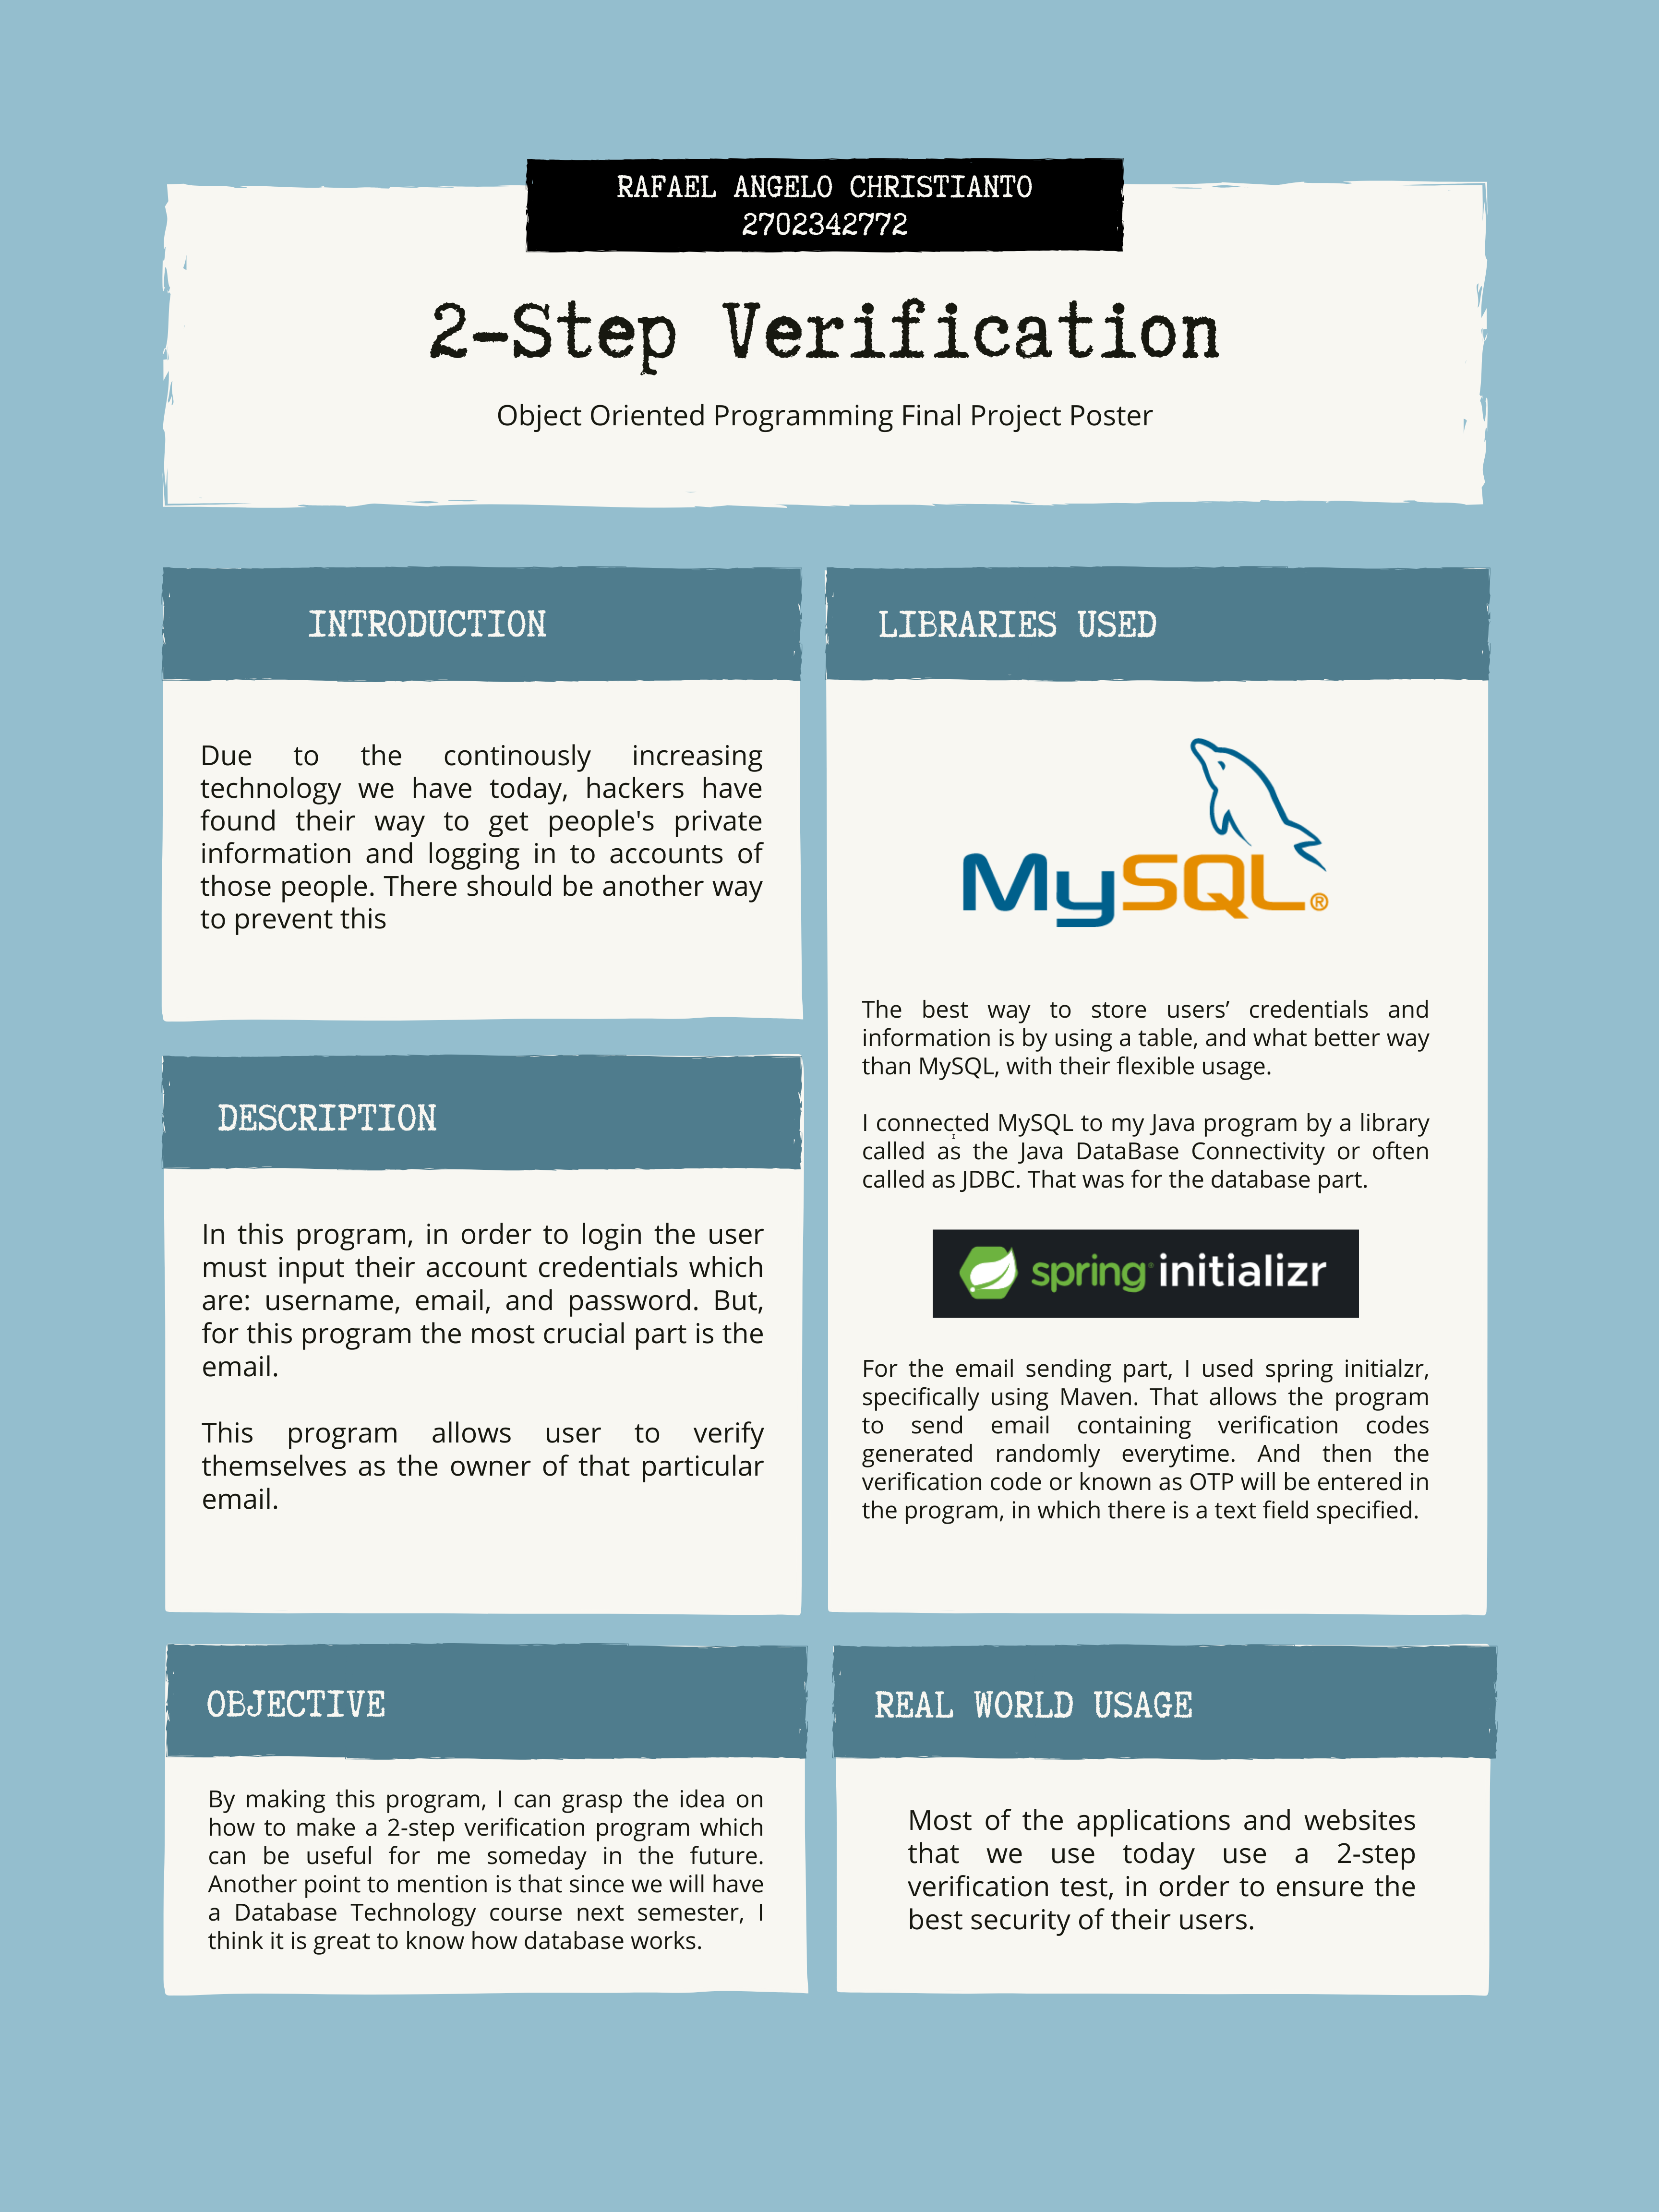 RAFAEL ANGELO CHRISTIANTO
2702342772
2-Step Verification
Object Oriented Programming Final Project Poster
INTRODUCTION
Due to the continously increasing
technology we have today, hackers have
found their way to get people's private
information and logging in to accounts of
those people. There should be another way
to prevent this
DESCRIPTION
In this program, in order to login the user
must input their account credentials which
are: username, email, and password. But,
for this program the most crucial part is the
email.
This program allows user to verify
themselves as the owner of that particular
email.
LIBRARIES USED
MySQL®
The best way to store users’ credentials and
information is by using a table, and what better way
than MySQL, with their flexible usage.
I connected MySQL to my Java program by a library
called as the Java DataBase Connectivity or often
called as JDBC. That was for the database part.
spring initializr
For the email sending part, I used spring initialzr,
specifically using Maven. That allows the program
to send email containing verification codes
generated randomly everytime. And then the
verification code or known as OTP will be entered in
the program, in which there is a text field specified.
OBJECTIVE
By making this program, I can grasp the idea on
how to make a 2-step verification program which
can be useful for me someday in the future.
Another point to mention is that since we will have
a Database Technology course next semester, I
think it is great to know how database works.
REAL WORLD USAGE
Most of the applications and websites
that we use today use a 2-step
verification test, in order to ensure the
best security of their users.